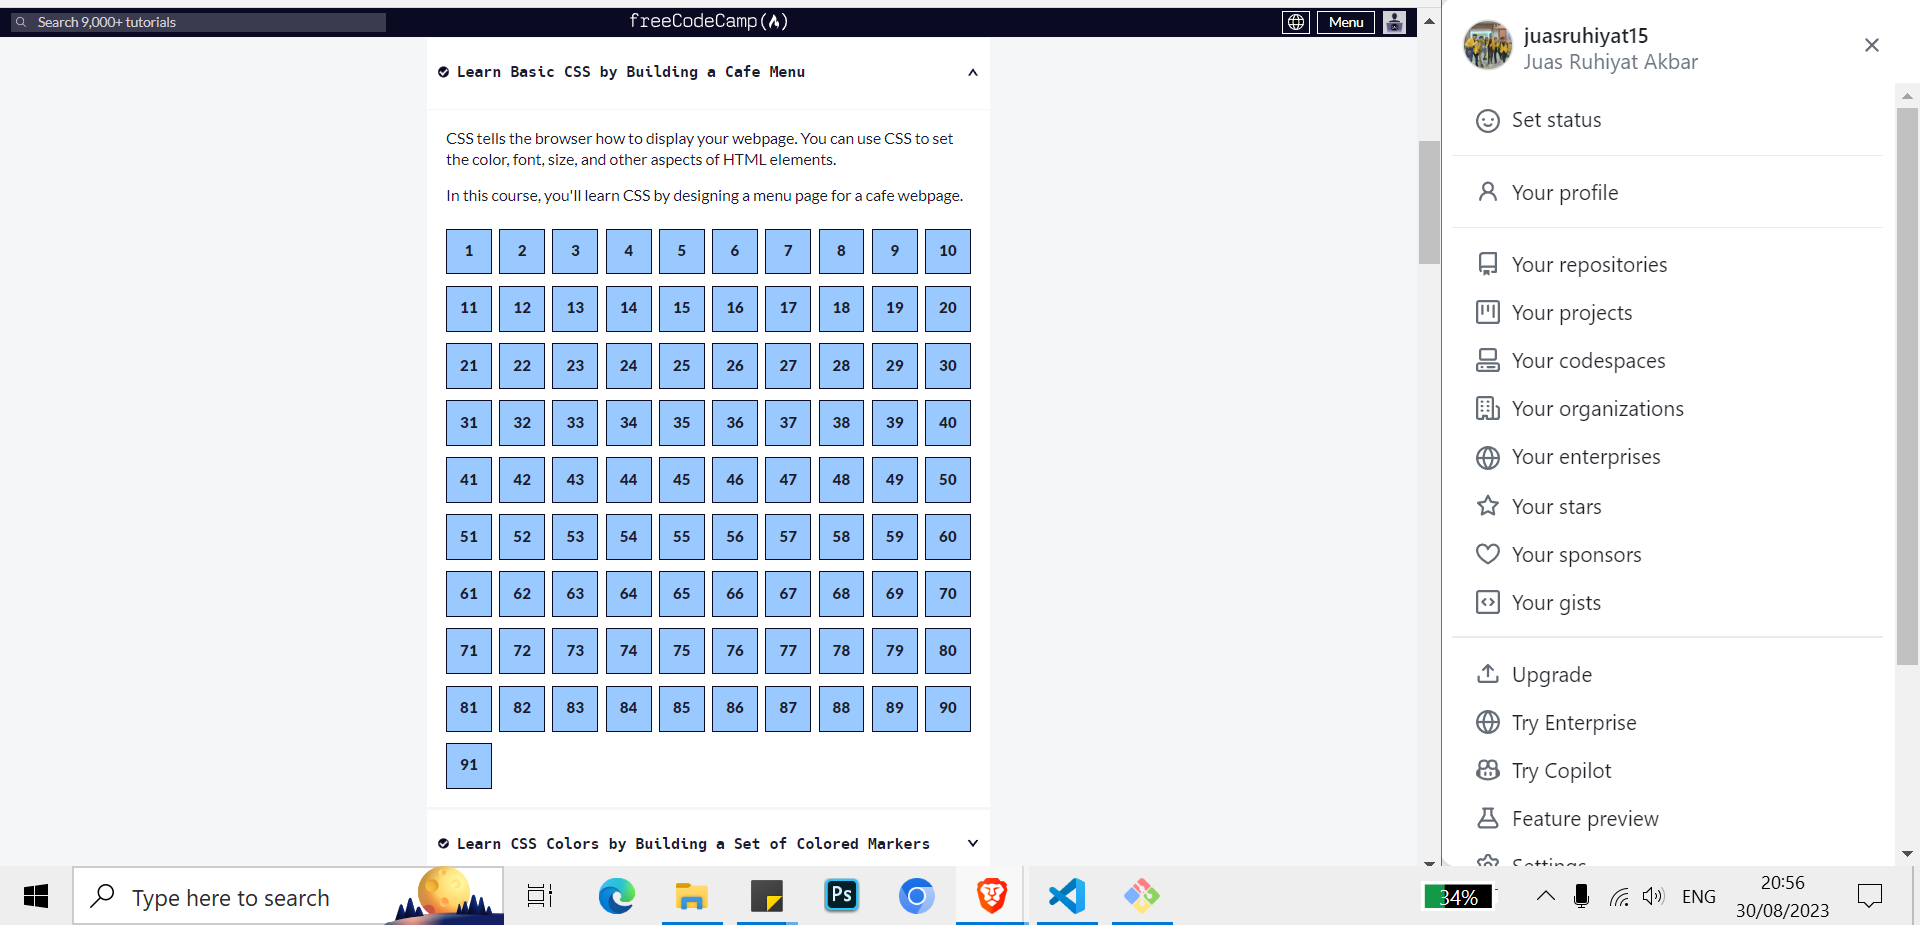 Search 9,000+ tutorials
freeCodeCamp(🔥)
Menu
Learn Basic CSS by Building a Cafe Menu
CSS tells the browser how to display your webpage. You can use CSS to set
the color, font, size, and other aspects of HTML elements.
In this course, you'll learn CSS by designing a menu page for a cafe webpage.
1 2 3 4 5 6 7 8 9 10
11 12 13 14 15 16 17 18 19 20
21 22 23 24 25 26 27 28 29 30
31 32 33 34 35 36 37 38 39 40
41 42 43 44 45 46 47 48 49 50
51 52 53 54 55 56 57 58 59 60
61 62 63 64 65 66 67 68 69 70
71 72 73 74 75 76 77 78 79 80
81 82 83 84 85 86 87 88 89 90
91
Learn CSS Colors by Building a Set of Colored Markers
juasruhiyat15
Juas Ruhiyat Akbar
Set status
Your profile
Your repositories
Your projects
Your codespaces
Your organizations
Your enterprises
Your stars
Your sponsors
Your gists
Upgrade
Try Enterprise
Try Copilot
Feature preview
Settings
Type here to search
Ps
34%
ENG
20:56
30/08/2023